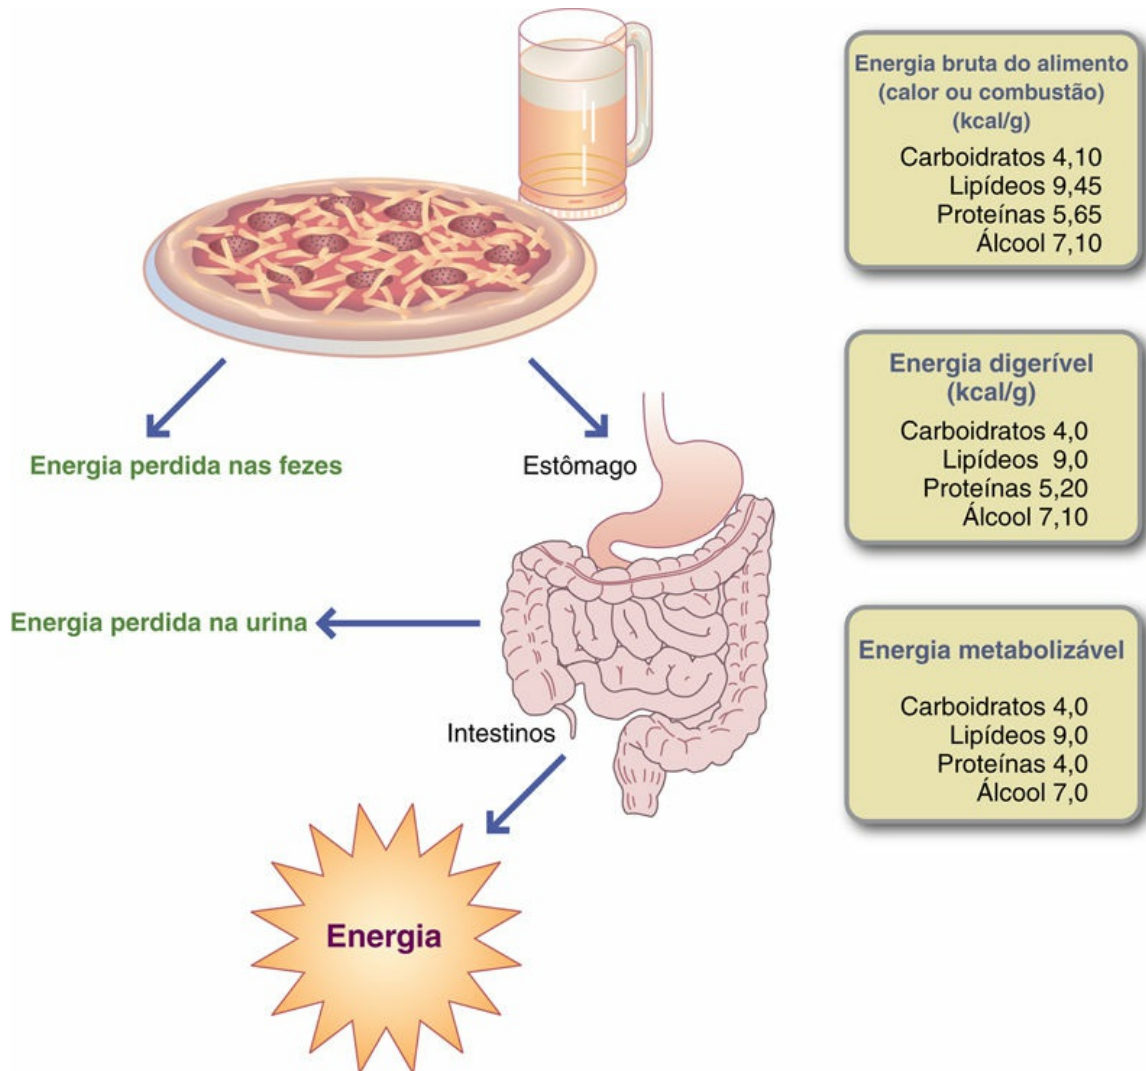 Energia bruta do alimento
(calor ou combustão)
(kcal/g)
Carboidratos 4,10
Lipídeos 9,45
Proteínas 5,65
Álcool 7,10
Energia perdida nas fezes
Estômago
Energia digerível
(kcal/g)
Carboidratos 4,0
Lipídeos 9,0
Proteínas 5,20
Álcool 7,10
Energia perdida na urina
Intestinos
Energia metabolizável
Carboidratos 4,0
Lipídeos 9,0
Proteínas 4,0
Álcool 7,0
Energia